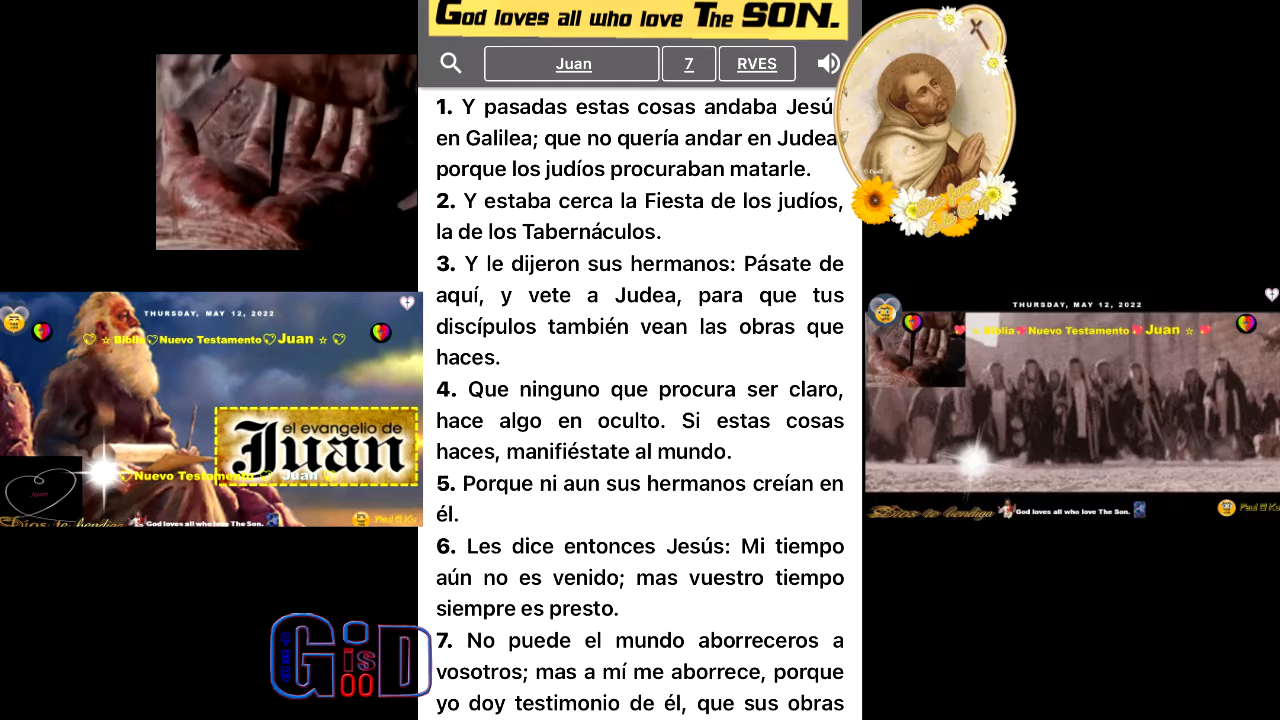 God loves all who love The SON.
Juan 7 RVES
1. Y pasadas estas cosas andaba Jesú
en Galilea; que no quería andar en Judea
porque los judíos procuraban matarle.
2. Y estaba cerca la Fiesta de los judíos,
la de los Tabernáculos.
3. Y le dijeron sus hermanos: Pásate de
aquí, y vete a Judea, para que tus
discípulos también vean las obras que
haces.
4. Que ninguno que procura ser claro,
hace algo en oculto. Si estas cosas
haces, manifiéstate al mundo.
5. Porque ni aun sus hermanos creían en
él.
6. Les dice entonces Jesús: Mi tiempo
aún no es venido; mas vuestro tiempo
siempre es presto.
7. No puede el mundo aborreceros a
vosotros; mas a mí me aborrece, porque
yo doy testimonio de él, que sus obras
THURSDAY, MAY 12, 2022
☆ Biblia Nuevo Testamento Juan ☆
el evangelio de
Juan
Nuevo Testamento Juan
Dios te bendiga
God loves all who love The Son.
GisD
THURSDAY, MAY 12, 2022
☆ Biblia Nuevo Testamento Juan ☆
Dios te bendiga
God loves all who love The Son.